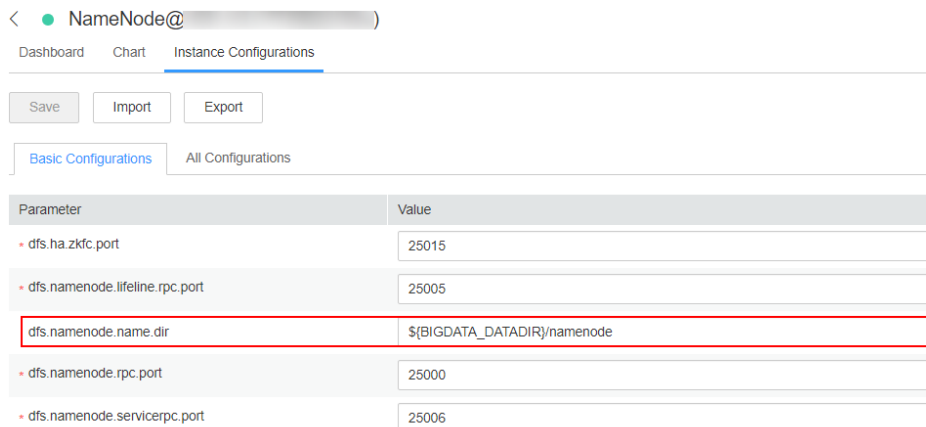 NameNode@ )
Dashboard Chart Instance Configurations
Save Import Export
Basic Configurations All Configurations
Parameter Value
* dfs.ha.zkfc.port 25015
* dfs.namenode.lifeline.rpc.port 25005
dfs.namenode.name.dir ${BIGDATA_DATADIR}/namenode
* dfs.namenode.rpc.port 25000
* dfs.namenode.servicerpc.port 25006